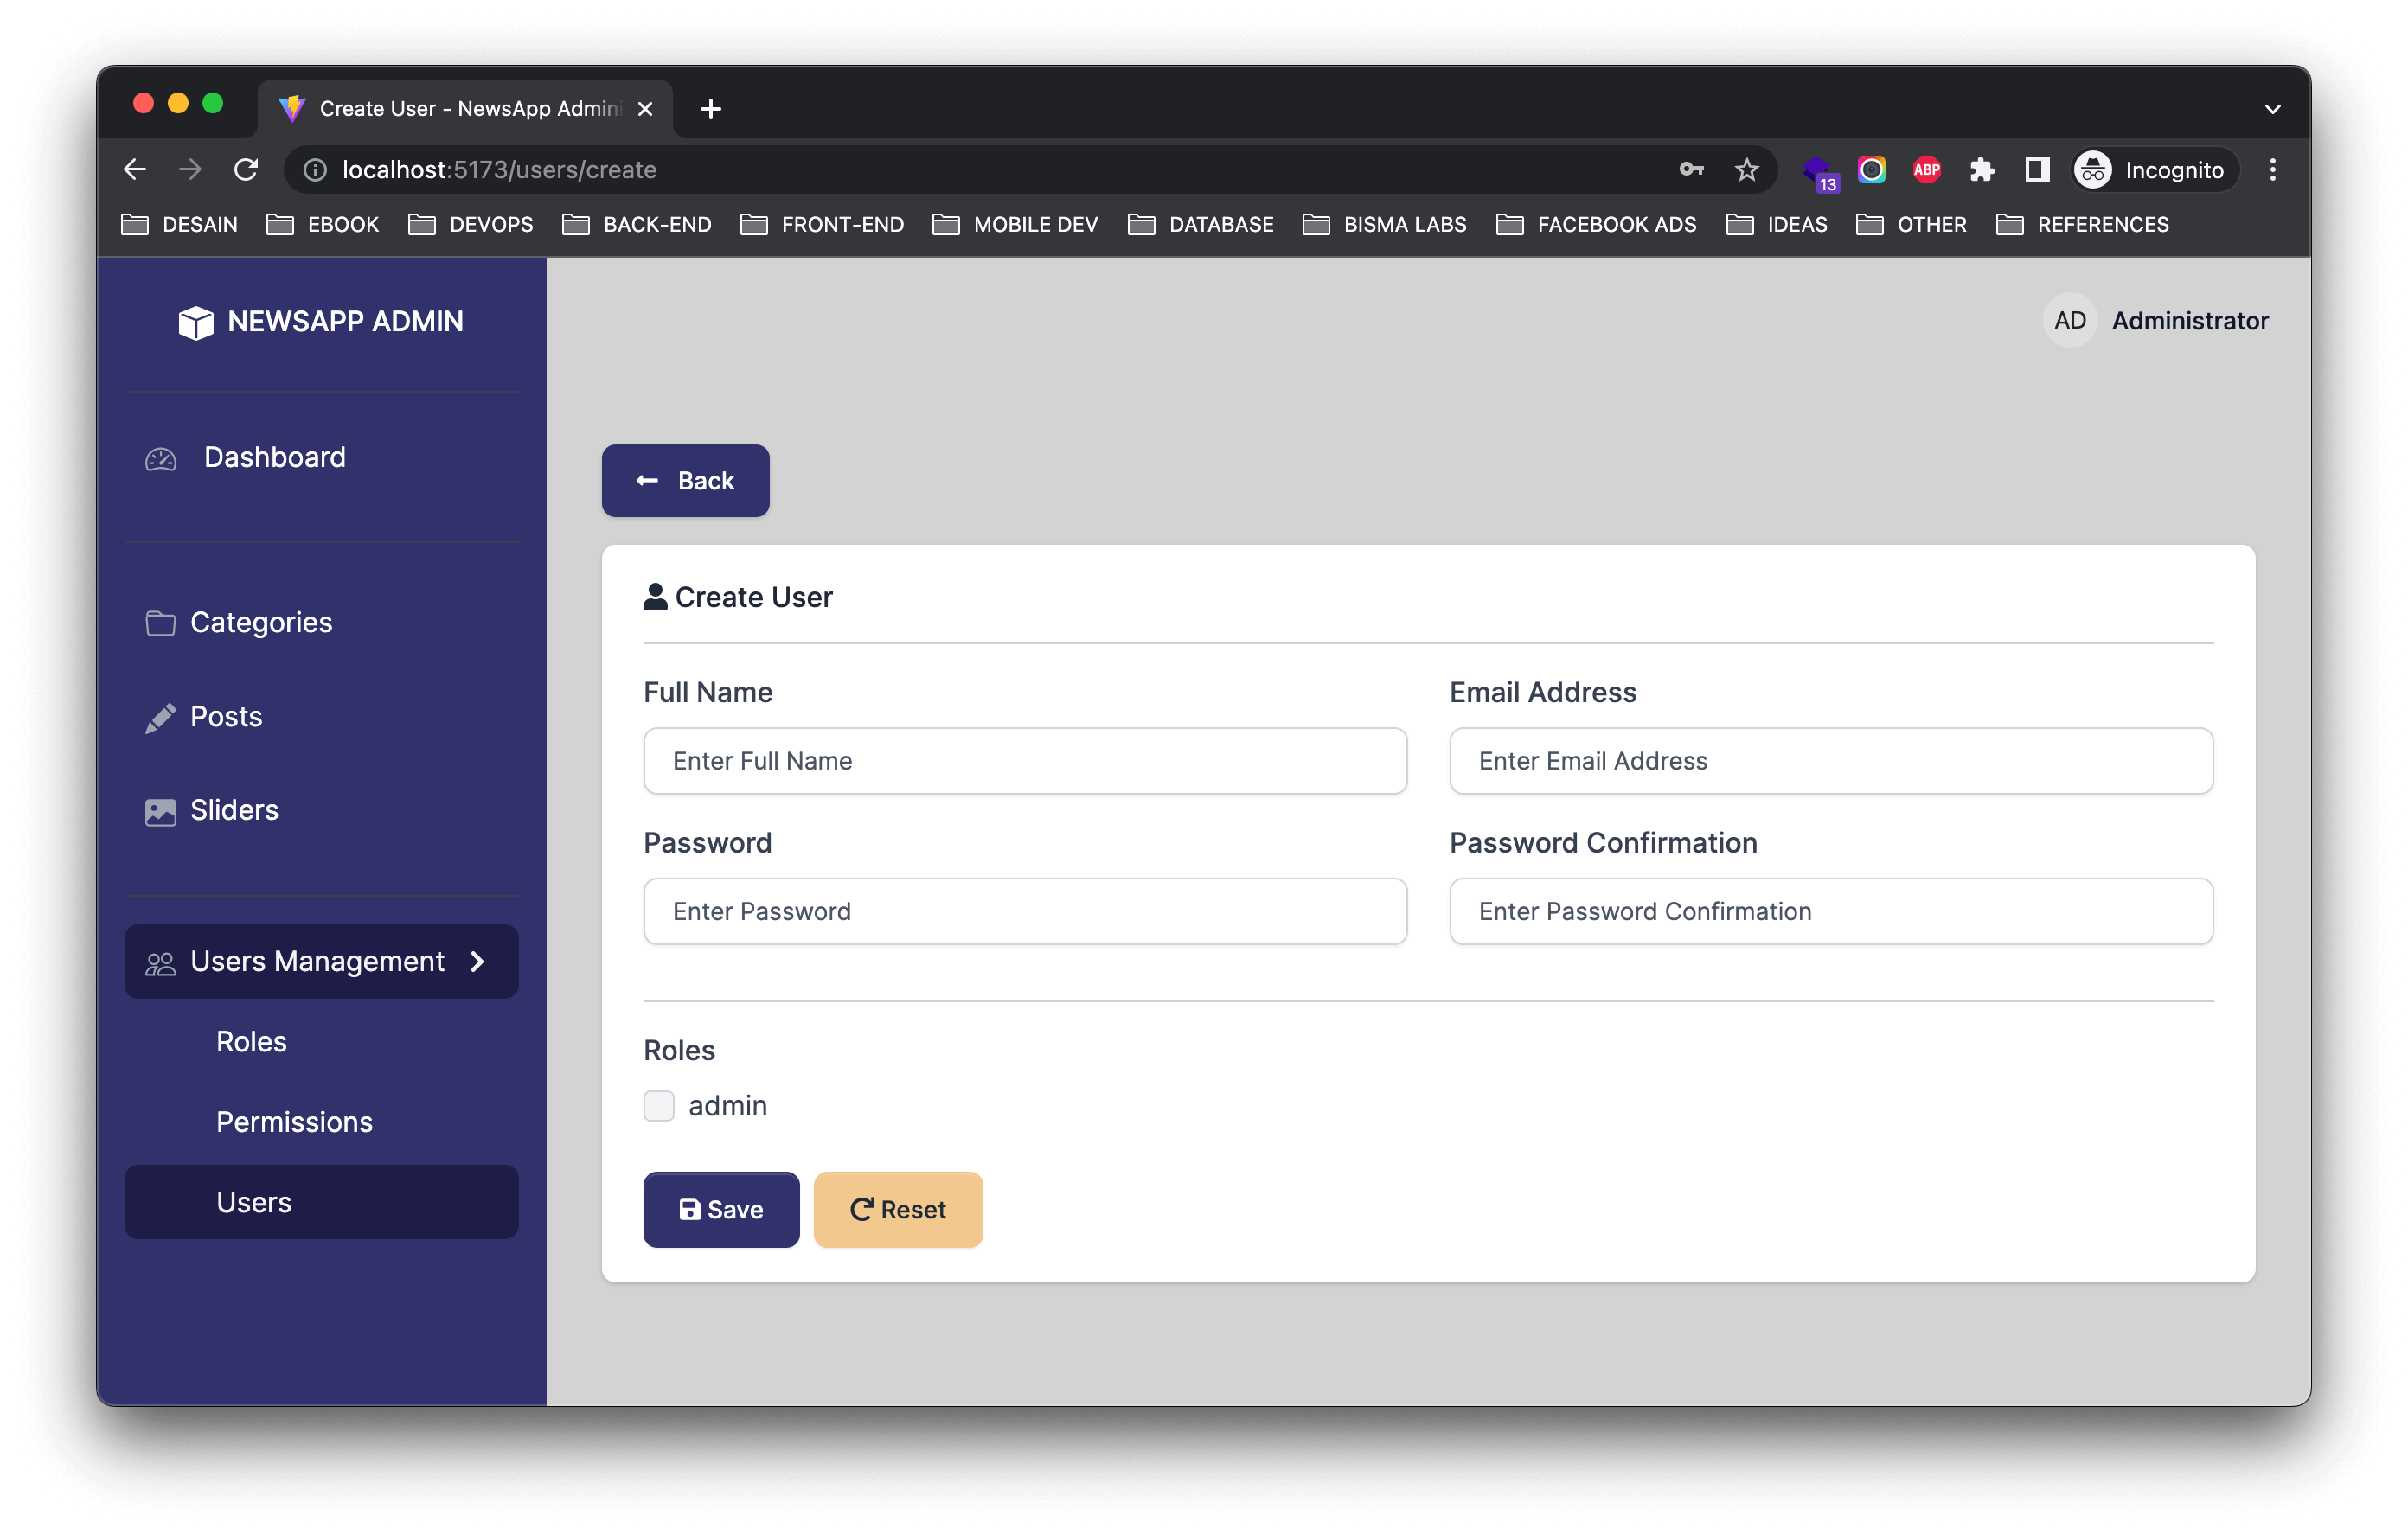 Create User - NewsApp Admini
localhost:5173/users/create
13
ABP
Incognito
DESAIN EBOOK DEVOPS BACK-END FRONT-END MOBILE DEV DATABASE BISMA LABS FACEBOOK ADS IDEAS OTHER REFERENCES
NEWSAPP ADMIN
AD Administrator
Dashboard
Back
Categories
Create User
Posts
Full Name
Email Address
Enter Full Name
Enter Email Address
Sliders
Password
Password Confirmation
Enter Password
Enter Password Confirmation
Users Management
Roles
Roles
admin
Permissions
Users
Save
Reset